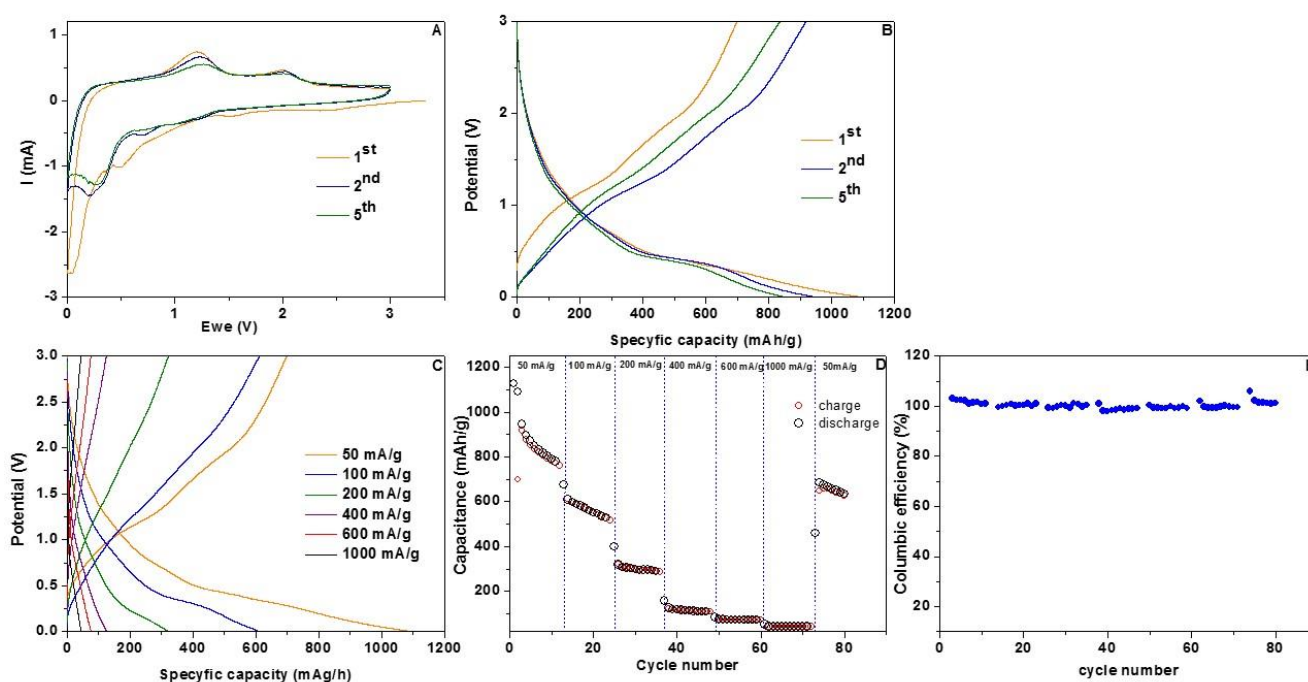 A
1
0
-1
-2
-3
I (mA)
0
1
2
3
Ewe (V)
1st
2nd
5th
B
3
2
1
0
Potential (V)
0
200
400
600
800
1000
1200
Specyfic capacity (mAh/g)
1st
2nd
5th
C
3.0
2.5
2.0
1.5
1.0
0.5
0.0
Potential (V)
0
200
400
600
800
1000
1200
Specyfic capacity (mAg/h)
50 mA/g
100 mA/g
200 mA/g
400 mA/g
600 mA/g
1000 mA/g
D
50 mA/g
100 mA/g
200 mA/g
400 mA/g
600 mA/g
1000 mA/g
50mA/g
1200
1000
800
600
400
200
Capacitance (mAh/g)
0
20
40
60
80
Cycle number
charge
discharge
120
100
80
60
40
20
0
Columbic efficiency (%)
0
20
40
60
80
cycle number